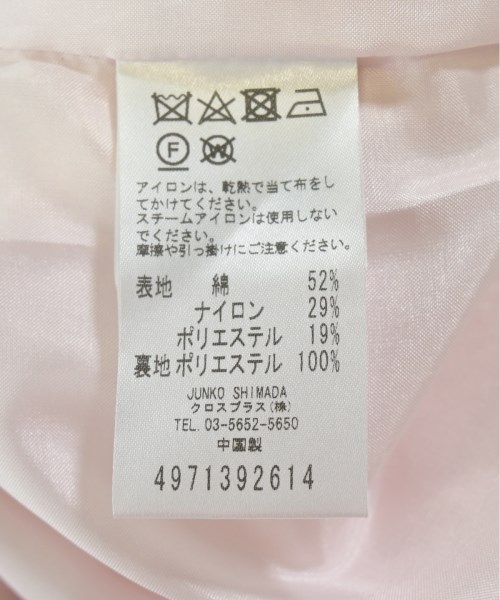 F W
アイロンは、乾熱で当て布をし
てかけてください。
スチームアイロンは使用しない
でください。
摩擦や引っ掛けにご注意ください。
表地 綿 52%
ナイロン 29%
ポリエステル 19%
裏地 ポリエステル 100%
JUNKO SHIMADA
クロスプラス(株)
TEL. 03-5652-5650
中国製
4971392614